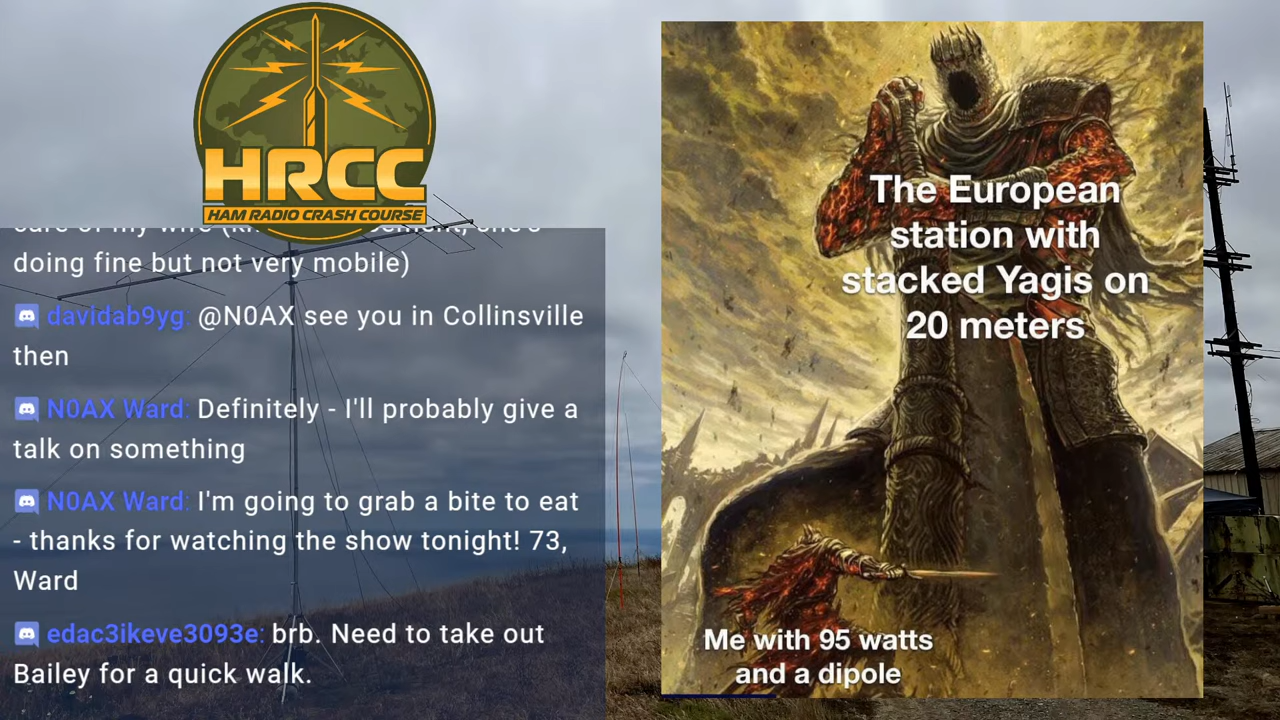 HRCC
HAM RADIO CRASH COURSE
doing fine but not very mobile)
davidab9yg: @N0AX see you in Collinsville
then
N0AX Ward: Definitely - I'll probably give a
talk on something
N0AX Ward: I'm going to grab a bite to eat
- thanks for watching the show tonight! 73,
Ward
edac3ikeve3093e: brb. Need to take out
Bailey for a quick walk.
The European
station with
stacked Yagis on
20 meters
Me with 95 watts
and a dipole